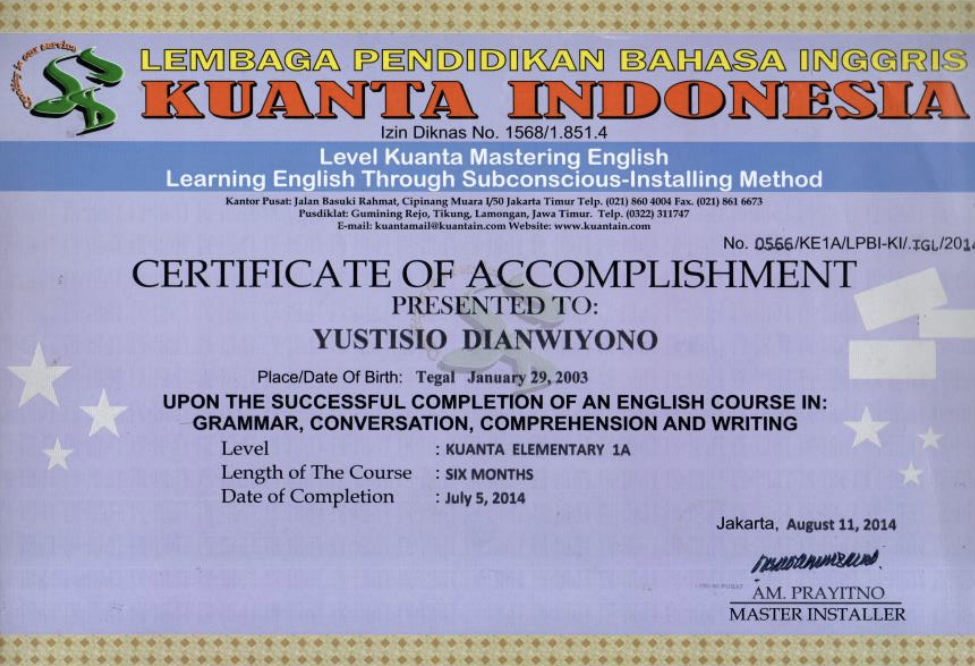 Quality is our service
LEMBAGA PENDIDIKAN BAHASA INGGRIS
KUANTA INDONESIA
Izin Diknas No. 1568/1.851.4
Level Kuanta Mastering English
Learning English Through Subconscious-Installing Method
Kantor Pusat: Jalan Basuki Rahmat, Cipinang Muara I/50 Jakarta Timur Telp. (021) 860 4004 Fax. (021) 861 6673
Pusdiklat: Gumining Rejo, Tikung, Lamongan, Jawa Timur. Telp. (0322) 311747
E-mail: kuantamail@kuantain.com Website: www.kuantain.com
No. 0566/KE1A/LPBI-KI/.TGL/2014
CERTIFICATE OF ACCOMPLISHMENT
PRESENTED TO:
YUSTISIO DIANWIYONO
Place/Date Of Birth: Tegal January 29, 2003
UPON THE SUCCESSFUL COMPLETION OF AN ENGLISH COURSE IN:
GRAMMAR, CONVERSATION, COMPREHENSION AND WRITING
Level : KUANTA ELEMENTARY 1A
Length of The Course : SIX MONTHS
Date of Completion : July 5, 2014
Jakarta, August 11, 2014
AM. PRAYITNO
MASTER INSTALLER